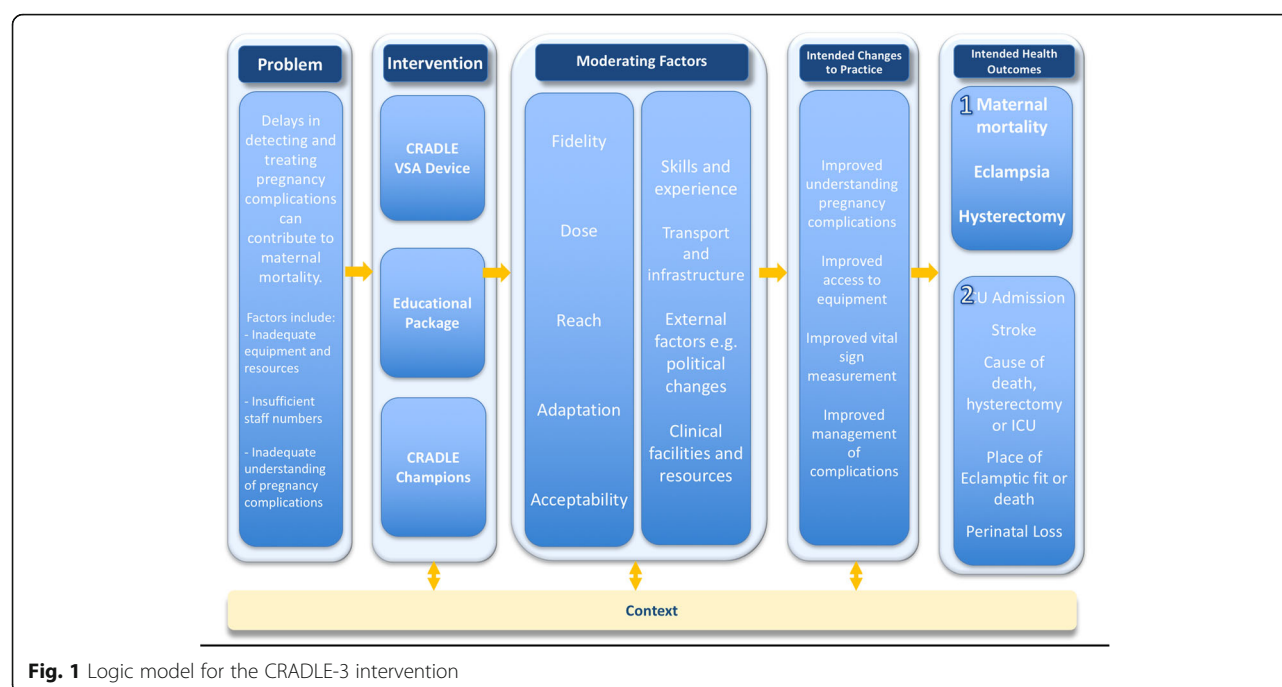 Problem
Delays in
detecting and
treating
pregnancy
complications
can
contribute to
maternal
mortality.
Factors include:
- Inadequate
equipment and
resources
- Insufficient
staff numbers
- Inadequate
understanding
of pregnancy
complications
Intervention
CRADLE
VSA Device
Educational
Package
CRADLE
Champions
Moderating Factors
Fidelity
Dose
Reach
Adaptation
Acceptability
Skills and
experience
Transport
and
infrastructure
External
factors e.g.
political
changes
Clinical
facilities and
resources
Intended Changes
to Practice
Improved
understanding
pregnancy
complications
Improved
access to
equipment
Improved vital
sign
measurement
Improved
management
of
complications
Intended Health
Outcomes
1 Maternal
mortality
Eclampsia
Hysterectomy
2 Admission
Stroke
Cause of
death,
hysterectomy
or ICU
Place of
Eclamptic fit or
death
Perinatal Loss
Context
Fig. 1 Logic model for the CRADLE-3 intervention